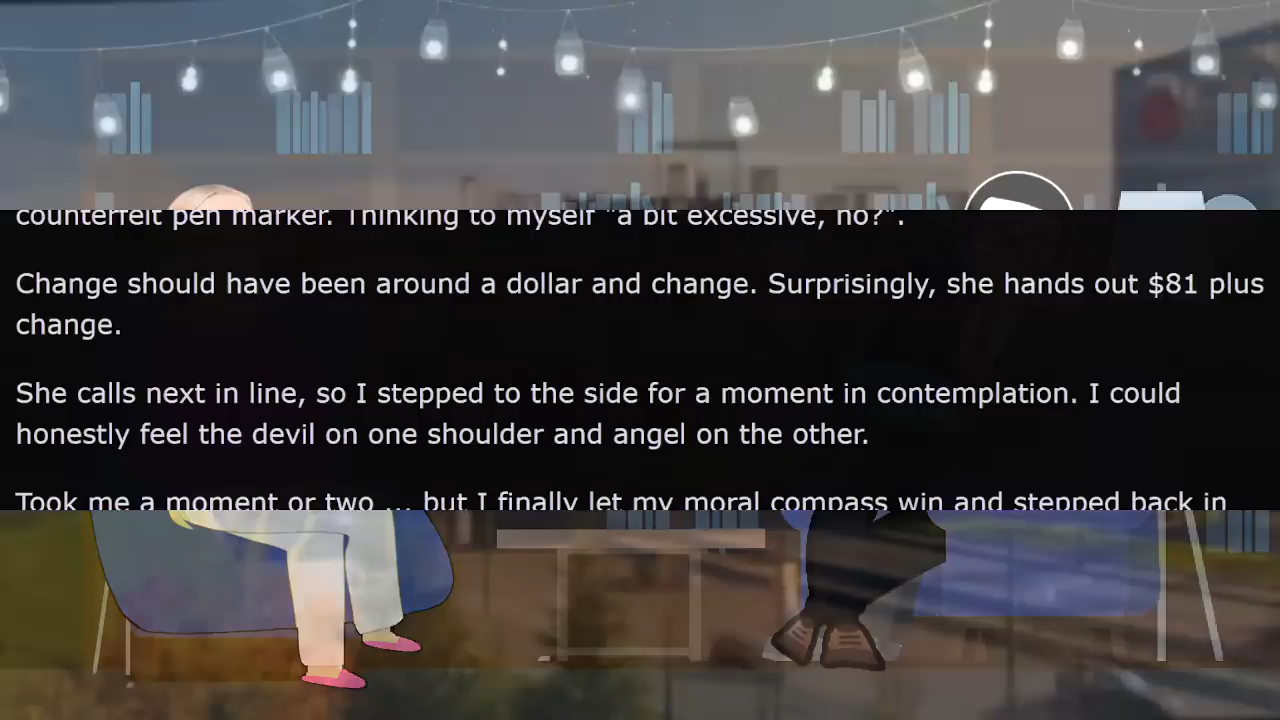 counterfeit pen marker. Thinking to myself "a bit excessive, no?".
Change should have been around a dollar and change. Surprisingly, she hands out $81 plus
change.
She calls next in line, so I stepped to the side for a moment in contemplation. I could
honestly feel the devil on one shoulder and angel on the other.
Took me a moment or two ... but I finally let my moral compass win and stepped back in